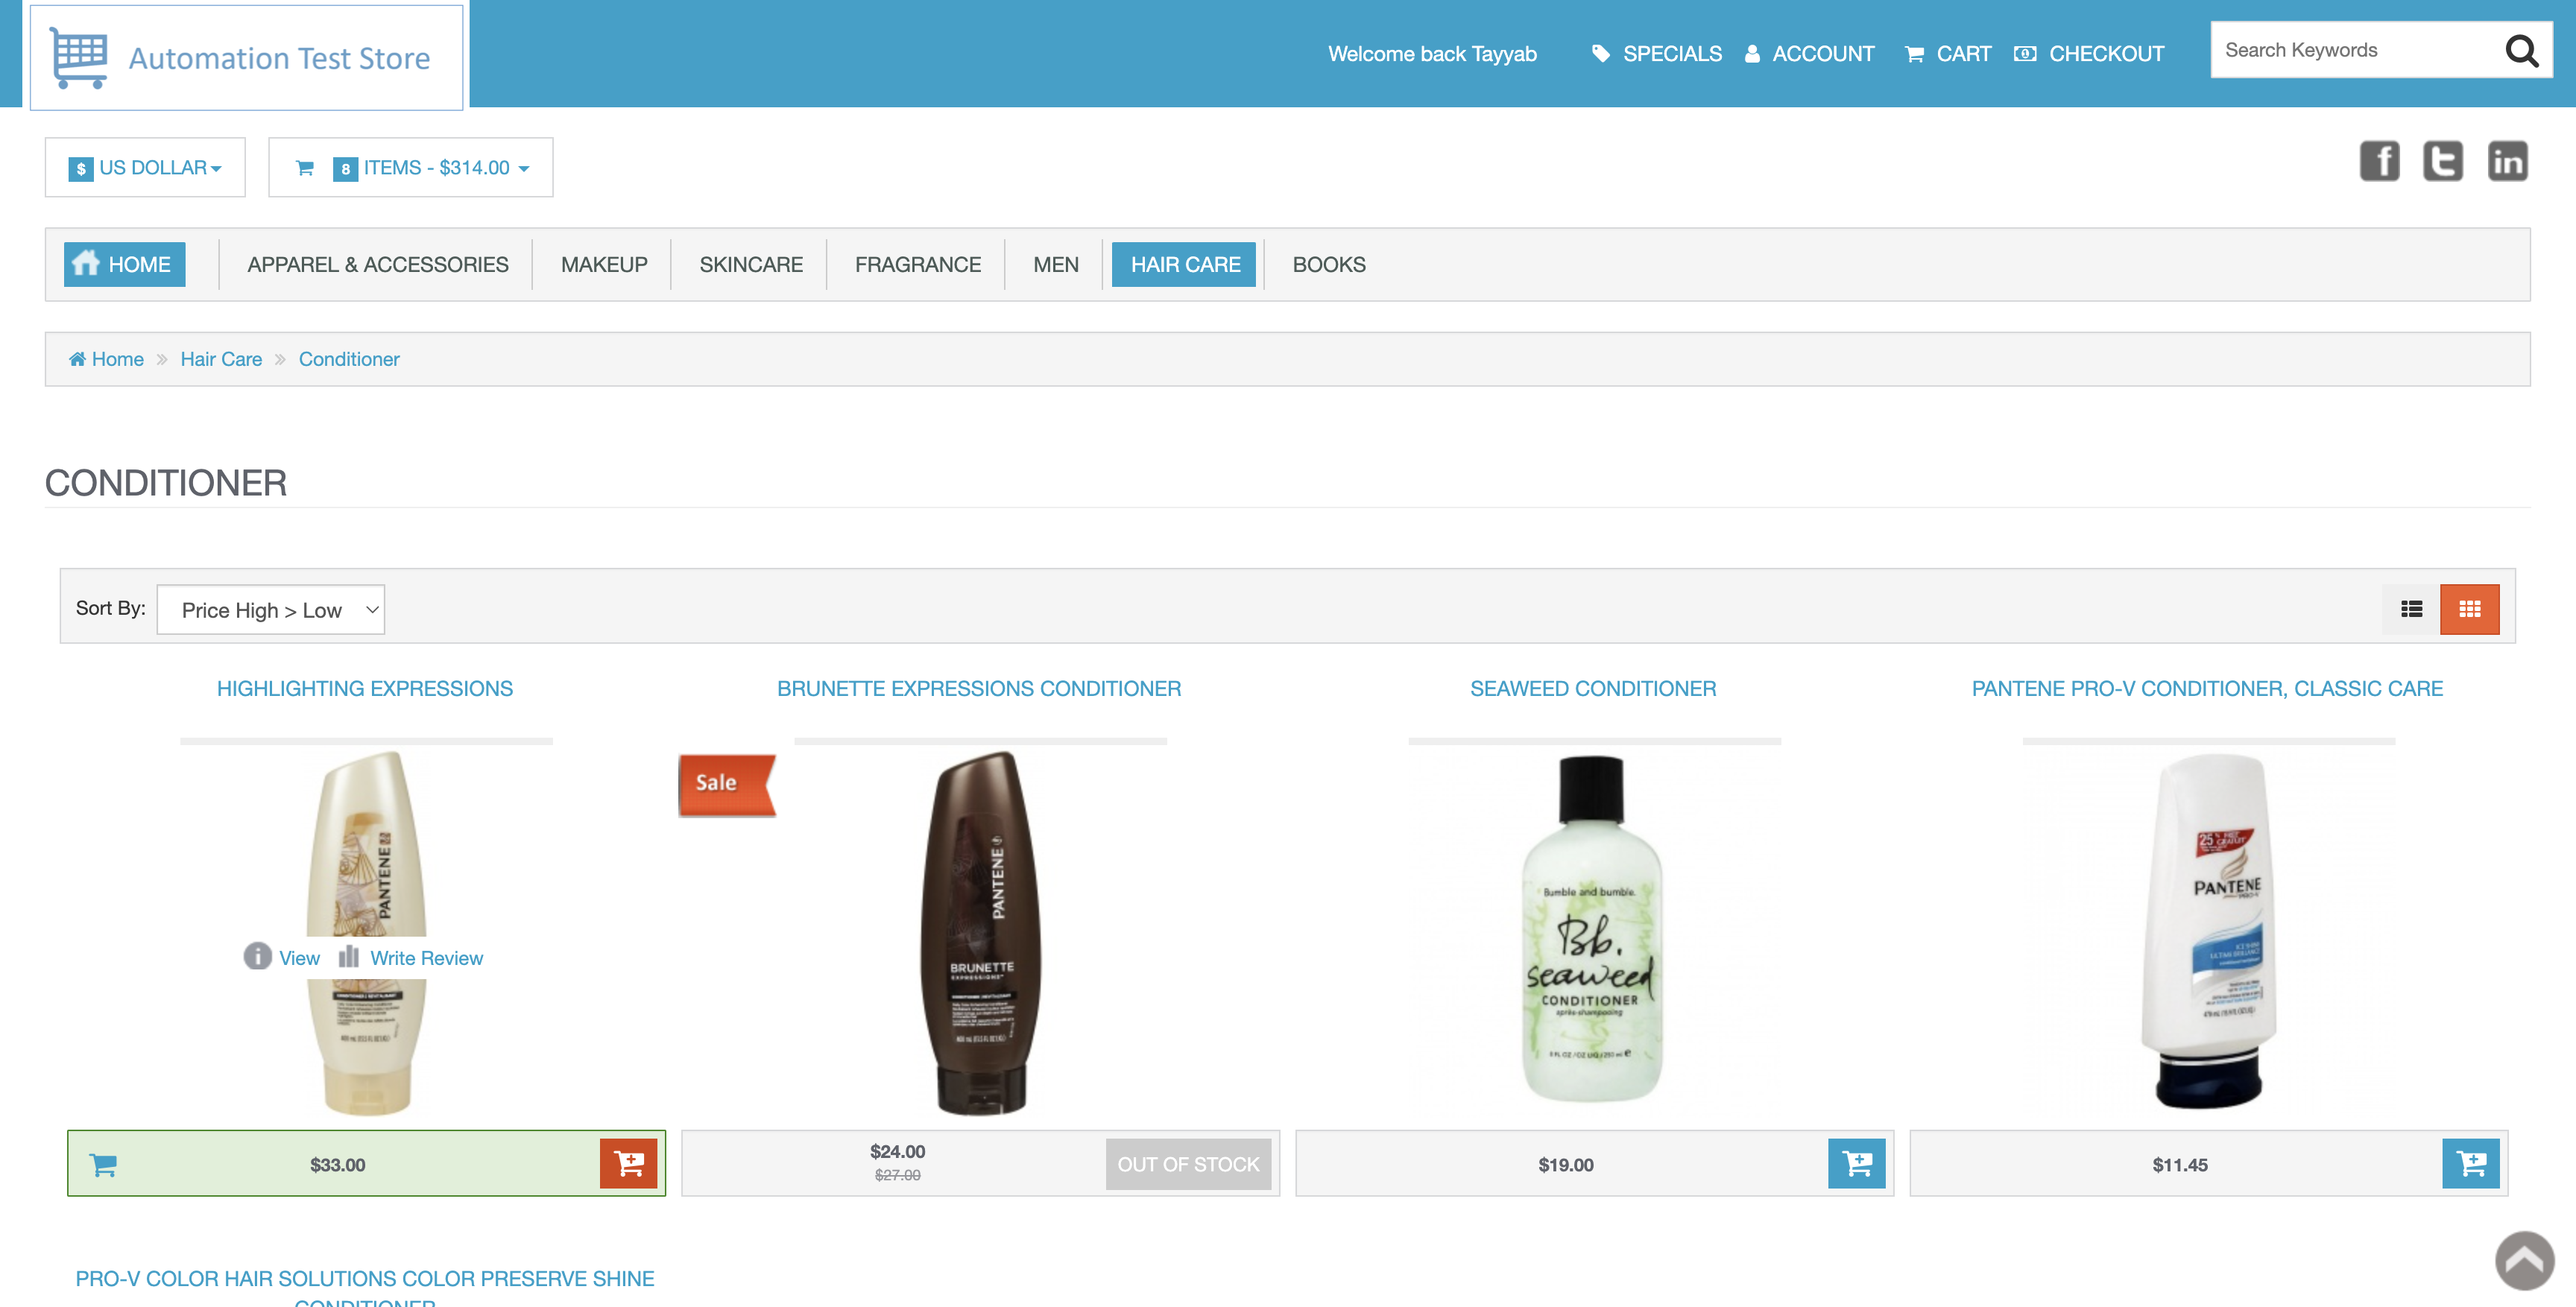 Automation Test Store
Welcome back Tayyab
SPECIALS
ACCOUNT
CART
CHECKOUT
Search Keywords
$ US DOLLAR
8 ITEMS - $314.00
HOME
APPAREL & ACCESSORIES
MAKEUP
SKINCARE
FRAGRANCE
MEN
HAIR CARE
BOOKS
Home » Hair Care » Conditioner
CONDITIONER
Sort By:
Price High > Low
HIGHLIGHTING EXPRESSIONS
BRUNETTE EXPRESSIONS CONDITIONER
SEAWEED CONDITIONER
PANTENE PRO-V CONDITIONER, CLASSIC CARE
PANTENE
View
Write Review
Sale
PANTENE
BRUNETTE
EXPRESSIONS
Bumble and bumble.
Bb.
seaweed
CONDITIONER
après-shampooing
25%
PANTENE
PRO-V
$33.00
$24.00
$27.00
OUT OF STOCK
$19.00
$11.45
PRO-V COLOR HAIR SOLUTIONS COLOR PRESERVE SHINE
CONDITIONER